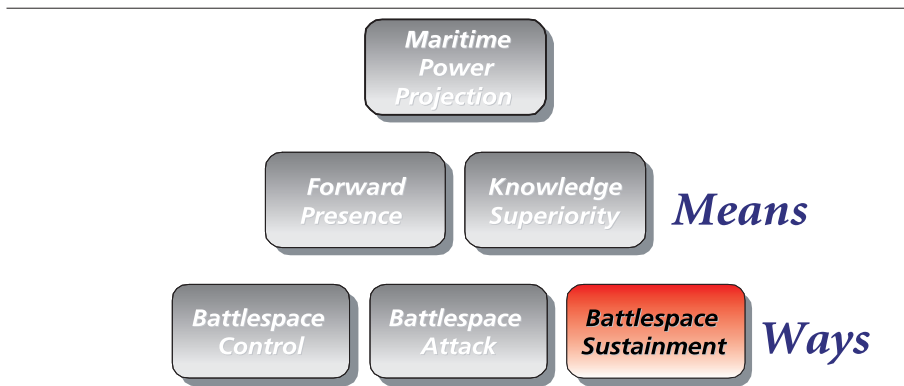 Maritime
Power
Projection
Forward
Presence
Knowledge
Superiority
Means
Battlespace
Control
Battlespace
Attack
Battlespace
Sustainment
Ways